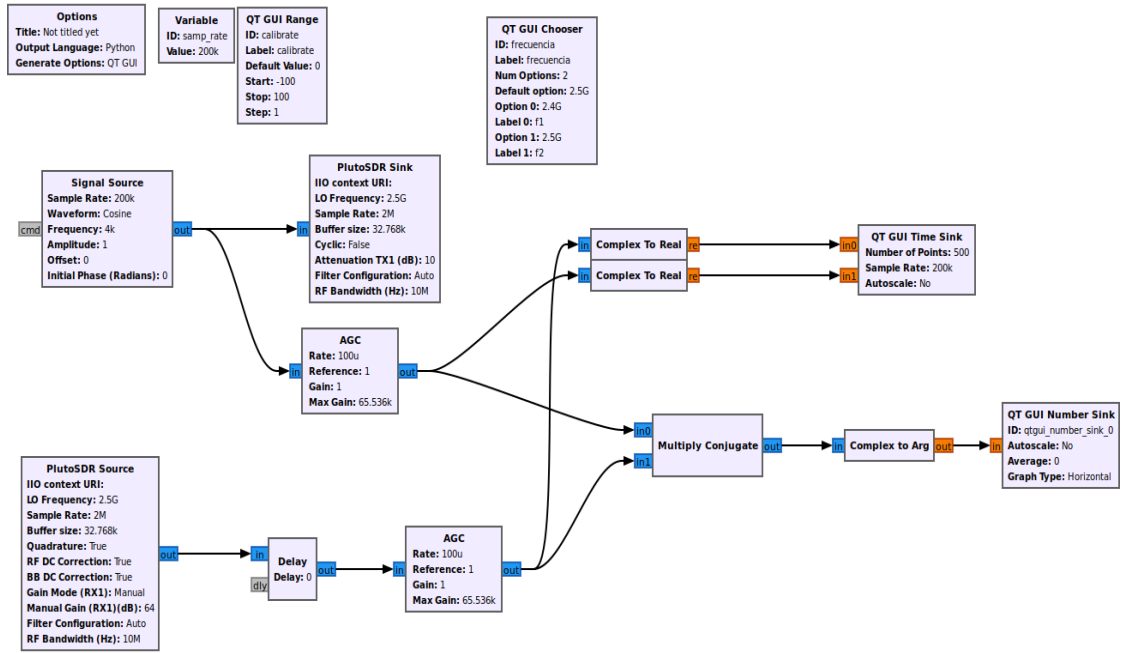 Options
Title: Not titled yet
Output Language: Python
Generate Options: QT GUI
Variable
ID: samp_rate
Value: 200k
QT GUI Range
ID: calibrate
Label: calibrate
Default Value: 0
Start: -100
Stop: 100
Step: 1
QT GUI Chooser
ID: frecuencia
Label: frecuencia
Num Options: 2
Default option: 2.5G
Option 0: 2.4G
Label 0: f1
Option 1: 2.5G
Label 1: f2
Signal Source
Sample Rate: 200k
Waveform: Cosine
Frequency: 4k
Amplitude: 1
Offset: 0
Initial Phase (Radians): 0
cmd
out
PlutoSDR Sink
IIO context URI:
LO Frequency: 2.5G
Sample Rate: 2M
Buffer size: 32.768k
Cyclic: False
Attenuation TX1 (dB): 10
Filter Configuration: Auto
RF Bandwidth (Hz): 10M
in
in
Complex To Real
re
in
Complex To Real
re
QT GUI Time Sink
Number of Points: 500
Sample Rate: 200k
Autoscale: No
in0
in1
AGC
Rate: 100u
Reference: 1
Gain: 1
Max Gain: 65.536k
in
out
in0
in1
Multiply Conjugate
out
in
Complex to Arg
out
QT GUI Number Sink
ID: qtgui_number_sink_0
Autoscale: No
Average: 0
Graph Type: Horizontal
in
PlutoSDR Source
IIO context URI:
LO Frequency: 2.5G
Sample Rate: 2M
Buffer size: 32.768k
Quadrature: True
RF DC Correction: True
BB DC Correction: True
Gain Mode (RX1): Manual
Manual Gain (RX1)(dB): 64
Filter Configuration: Auto
RF Bandwidth (Hz): 10M
out
in
dly
Delay
Delay: 0
out
AGC
Rate: 100u
Reference: 1
Gain: 1
Max Gain: 65.536k
in
out